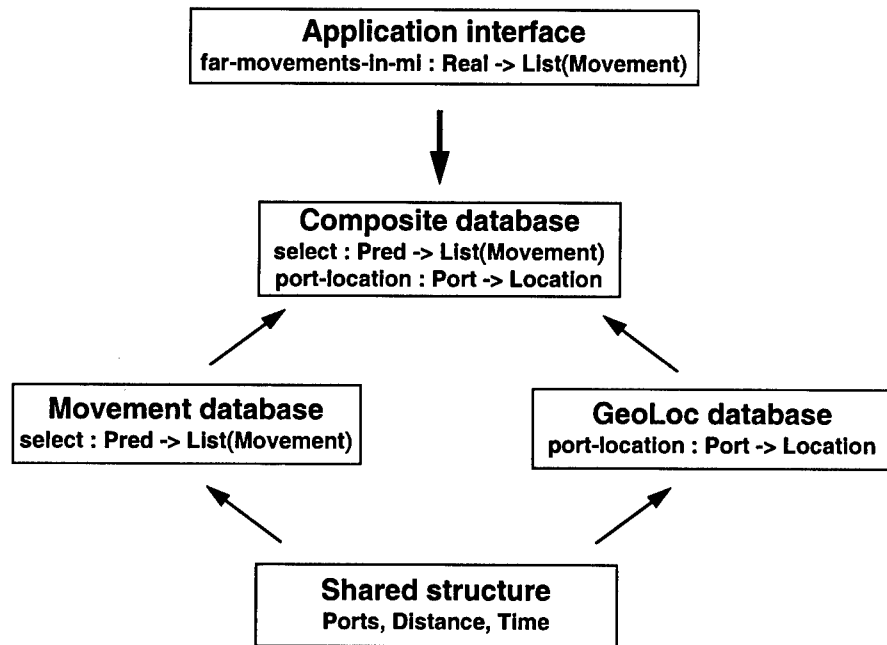 Application interface
far-movements-in-mi : Real -> List(Movement)
Composite database
select : Pred -> List(Movement)
port-location : Port -> Location
Movement database
select : Pred -> List(Movement)
GeoLoc database
port-location : Port -> Location
Shared structure
Ports, Distance, Time